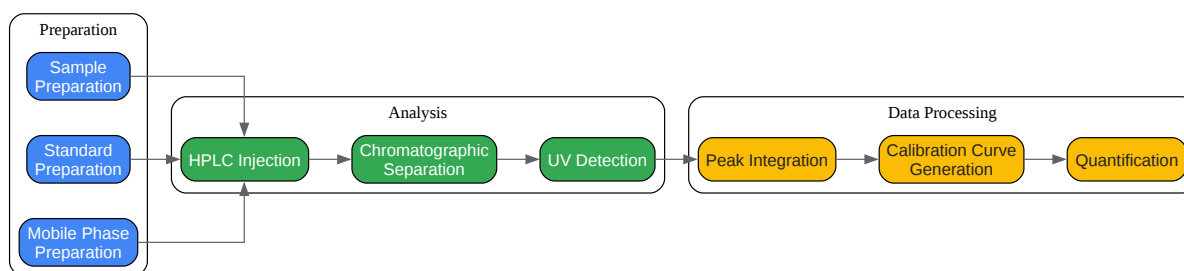 Preparation
Sample
Preparation
Standard
Preparation
Mobile Phase
Preparation
Analysis
HPLC Injection
Chromatographic
Separation
UV Detection
Data Processing
Peak Integration
Calibration Curve
Generation
Quantification